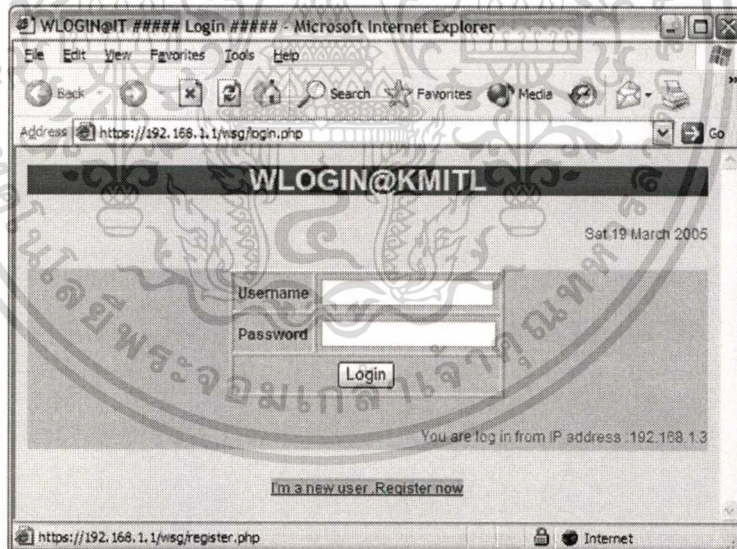 WLOGIN@IT ##### Login ##### - Microsoft Internet Explorer
File Edit View Favorites Tools Help
Back Search Favorites Media
Address https://192.168.1.1/wsg/login.php Go
WLOGIN@KMITL
Sat 19 March 2005
Username
Password
Login
You are log in from IP address :192.168.1.3
I'm a new user .Register now
https://192.168.1.1/wsg/register.php Internet